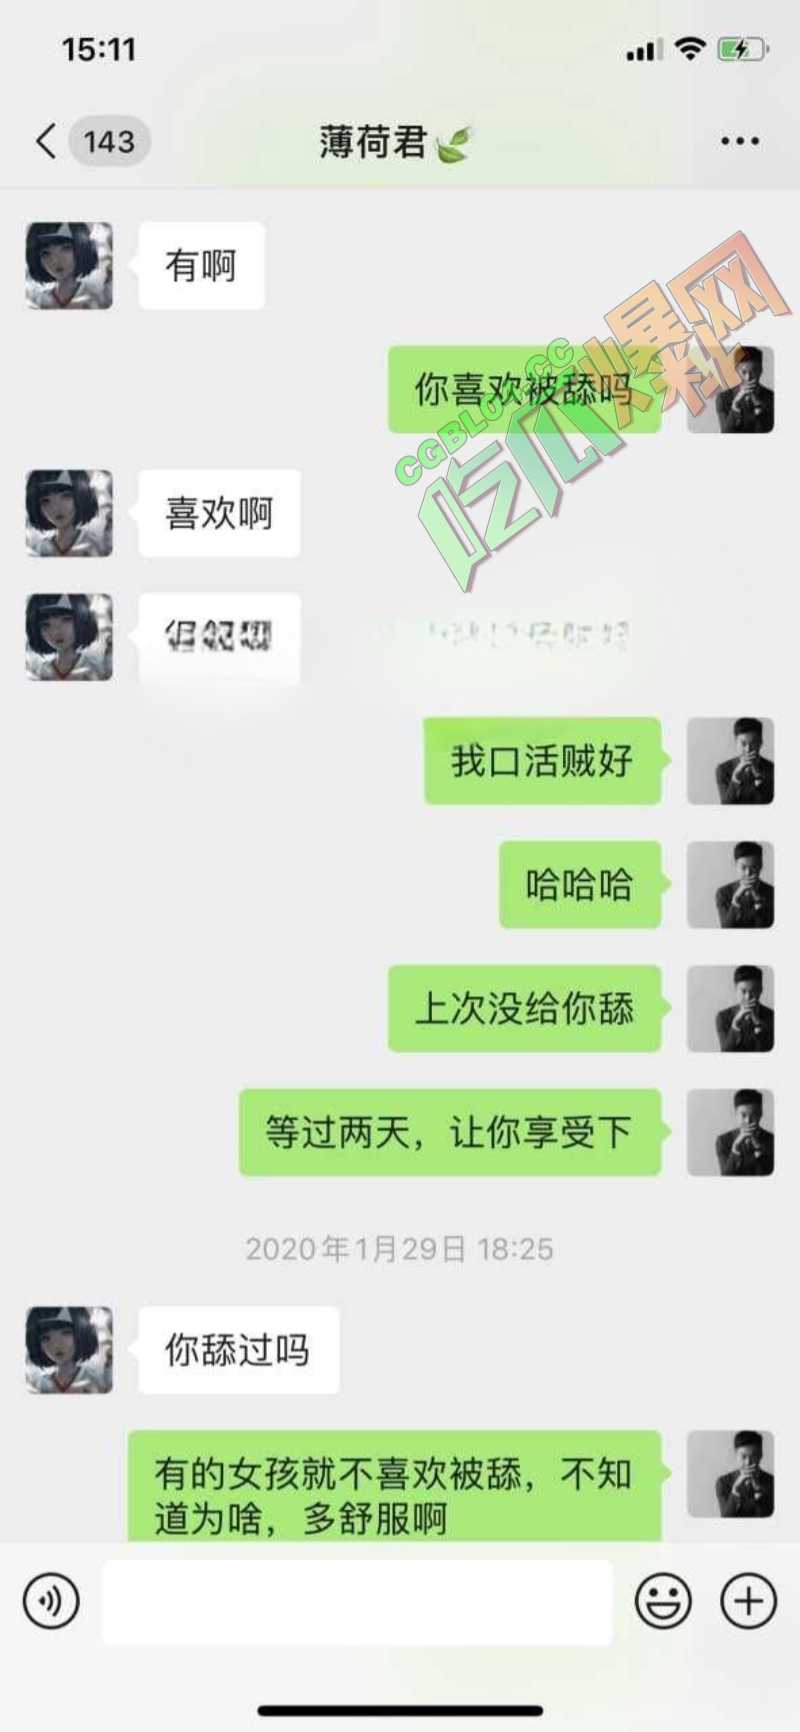 15:11
143
薄荷君
有啊
你喜欢被舔吗
CGBLOG.CC
吃瓜爆料网
喜欢啊
我口活贼好
哈哈哈
上次没给你舔
等过两天，让你享受下
2020年1月29日 18:25
你舔过吗
有的女孩就不喜欢被舔，不知
道为啥，多舒服啊